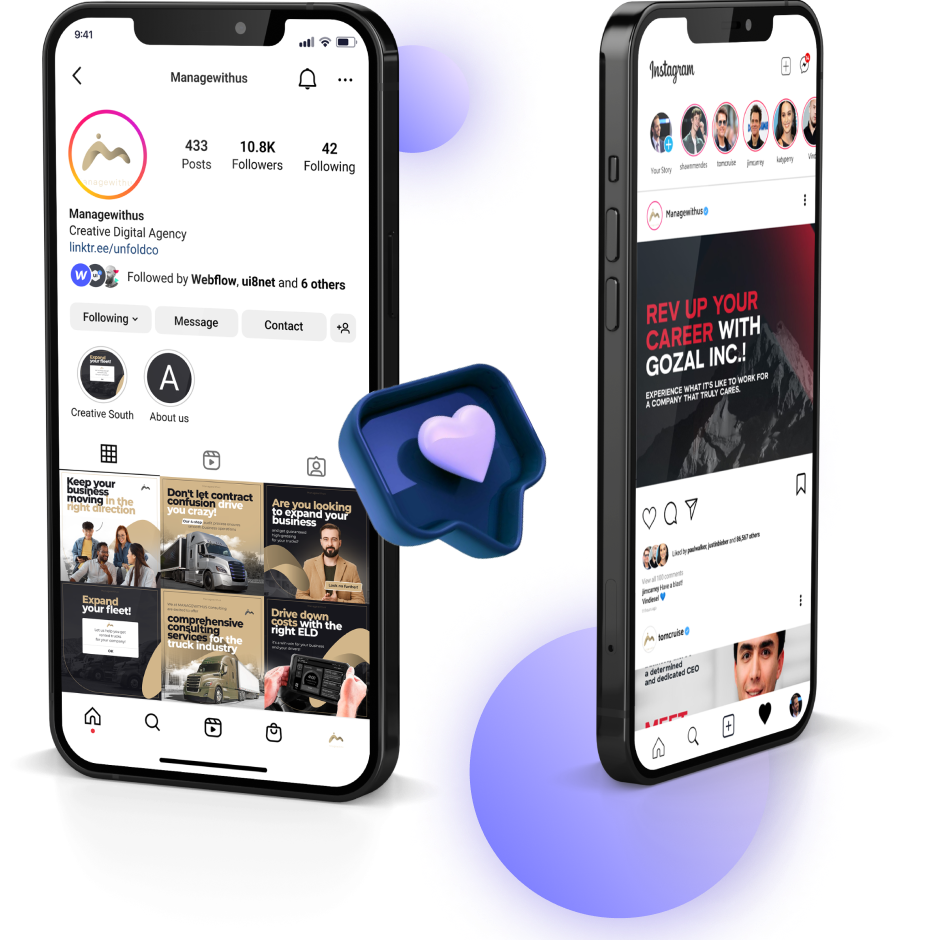 9:41
Managewithus
433
Posts
10.8K
Followers
42
Following
Managewithus
Creative Digital Agency
linktr.ee/unfoldco
Followed by Webflow, ui8net and 6 others
Following
Message
Contact
Creative South
A
About us
Keep your
business
moving in the
right direction
Don't let contract
confusion drive
you crazy!
Are you looking
to expand your
business
Expand
your fleet!
comprehensive
consulting
services for the
truck industry
Drive down
costs with the
right ELD
Instagram
Your Story
shawnmendes
tomcruise
jimcarrey
katyperry
Managewithus
REV UP YOUR
CAREER WITH
GOZAL INC.!
EXPERIENCE WHAT IT'S LIKE TO WORK FOR
A COMPANY THAT TRULY CARES.
Liked by paulwalker, justinbieber and 86,567 others
View all 100 comments
jimcarrey Have a blast!
Vindiesel
tomcruise
a determined
and dedicated CEO
MEET